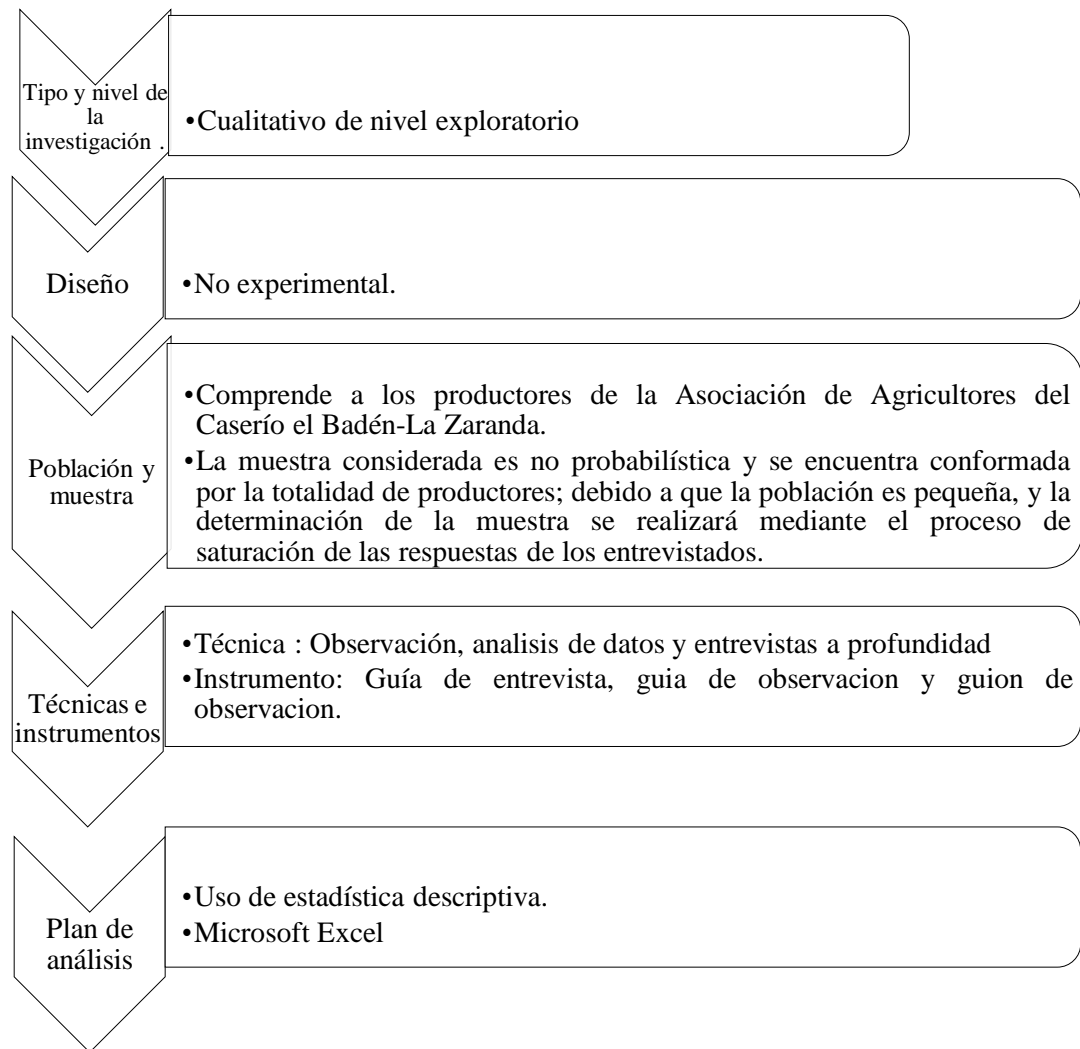 Tipo y nivel de
la
investigación .
•Cualitativo de nivel exploratorio
Diseño
•No experimental.
Población y
muestra
•Comprende a los productores de la Asociación de Agricultores del
Caserío el Badén-La Zaranda.
•La muestra considerada es no probabilística y se encuentra conformada
por la totalidad de productores; debido a que la población es pequeña, y la
determinación de la muestra se realizará mediante el proceso de
saturación de las respuestas de los entrevistados.
Técnicas e
instrumentos
•Técnica : Observación, analisis de datos y entrevistas a profundidad
•Instrumento: Guía de entrevista, guia de observacion y guion de
observacion.
Plan de
análisis
•Uso de estadística descriptiva.
•Microsoft Excel